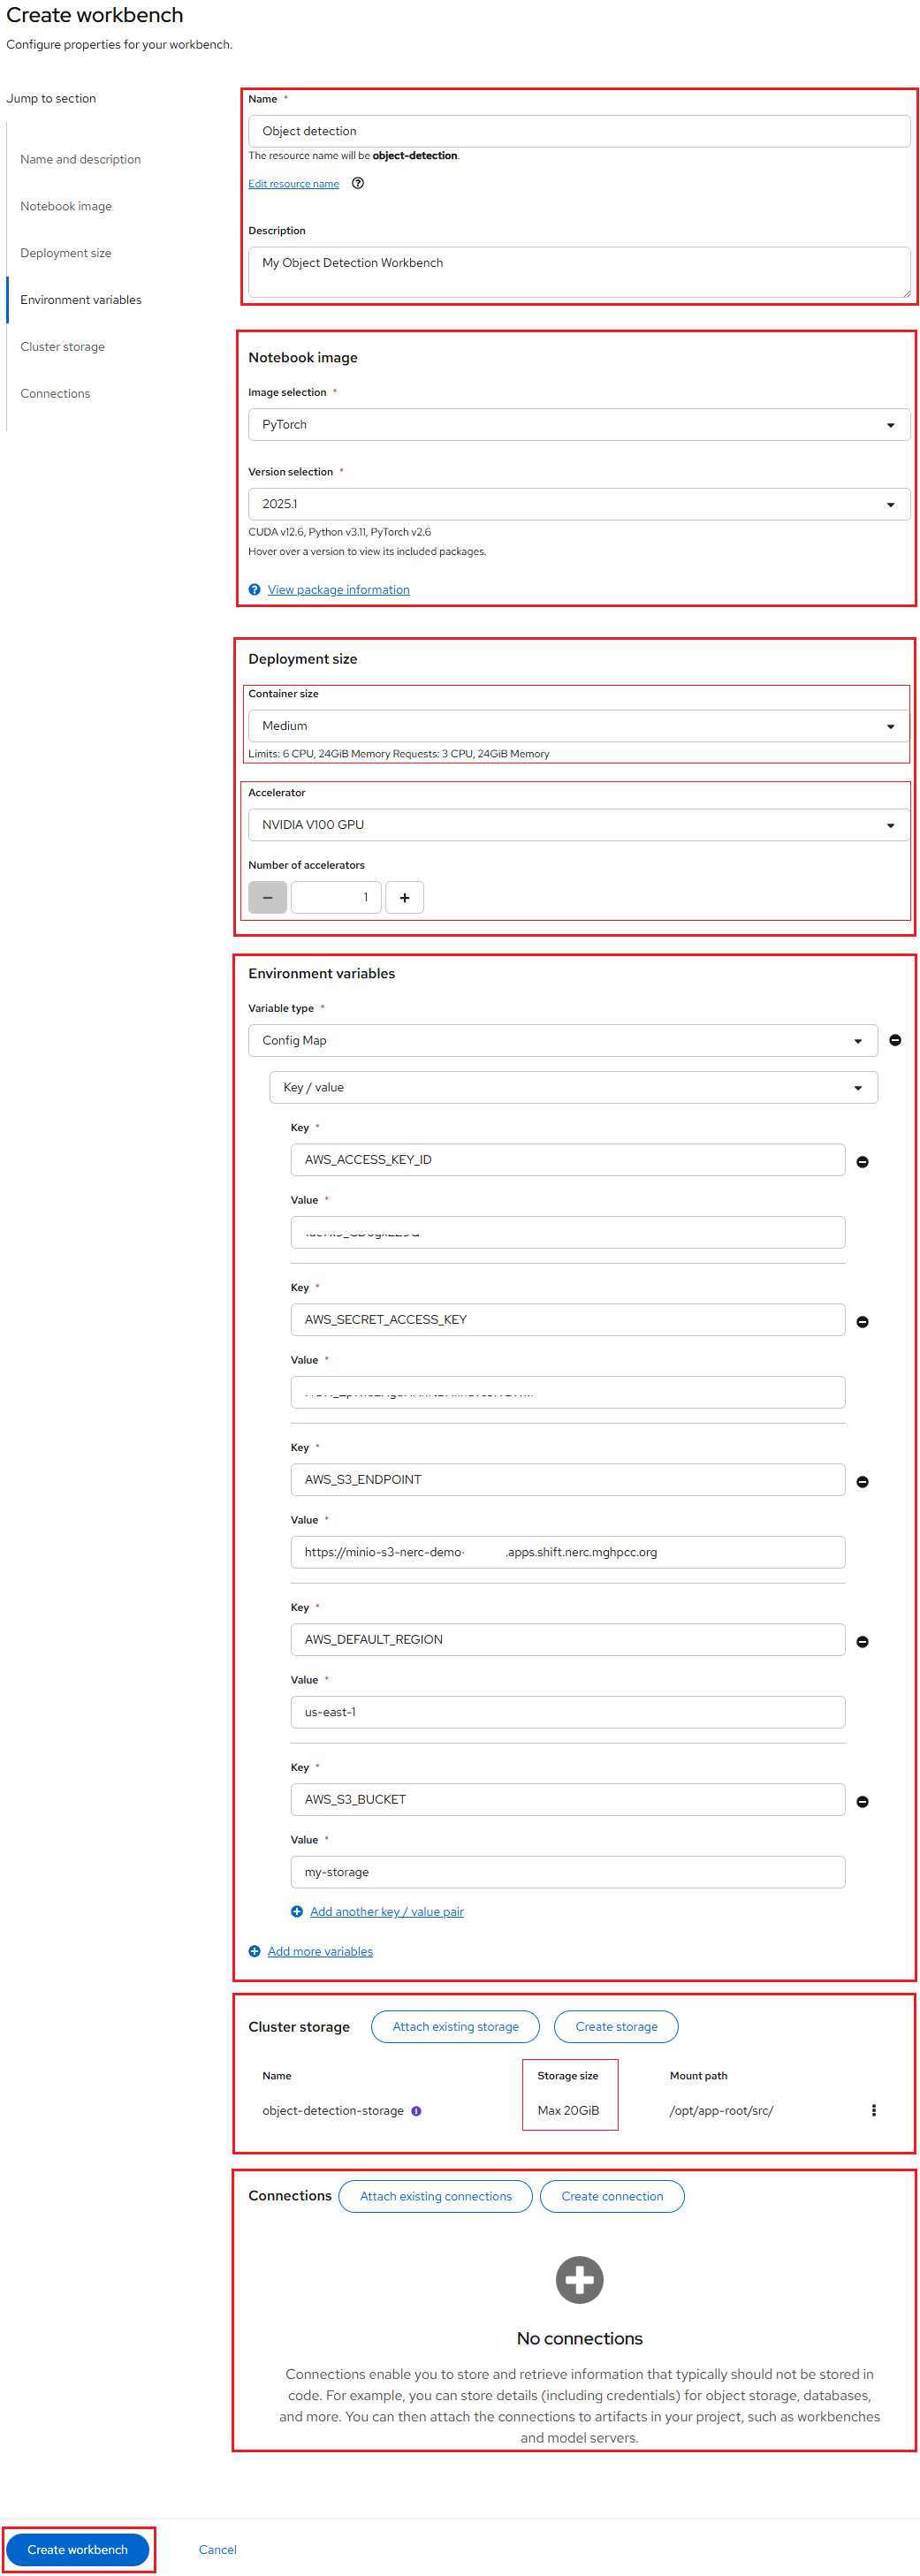 Create workbench
Configure properties for your workbench.
Jump to section
Name and description
Notebook image
Deployment size
Environment variables
Cluster storage
Connections
Name *
Object detection
The resource name will be object-detection.
Edit resource name
Description
My Object Detection Workbench
Notebook image
Image selection *
PyTorch
Version selection *
2025.1
CUDA v12.6, Python v3.11, PyTorch v2.6
Hover over a version to view its included packages.
View package information
Deployment size
Container size
Medium
Limits: 6 CPU, 24GiB Memory Requests: 3 CPU, 24GiB Memory
Accelerator
NVIDIA V100 GPU
Number of accelerators
1
Environment variables
Variable type *
Config Map
Key / value
Key *
AWS_ACCESS_KEY_ID
Value *
Key *
AWS_SECRET_ACCESS_KEY
Value *
Key *
AWS_S3_ENDPOINT
Value *
https://minio-s3-nerc-demo- .apps.shift.nerc.mghpcc.org
Key *
AWS_DEFAULT_REGION
Value *
us-east-1
Key *
AWS_S3_BUCKET
Value *
my-storage
Add another key / value pair
Add more variables
Cluster storage Attach existing storage Create storage
Name Storage size Mount path
object-detection-storage Max 20GiB /opt/app-root/src/
Connections Attach existing connections Create connection
No connections
Connections enable you to store and retrieve information that typically should not be stored in
code. For example, you can store details (including credentials) for object storage, databases,
and more. You can then attach the connections to artifacts in your project, such as workbenches
and model servers.
Create workbench Cancel